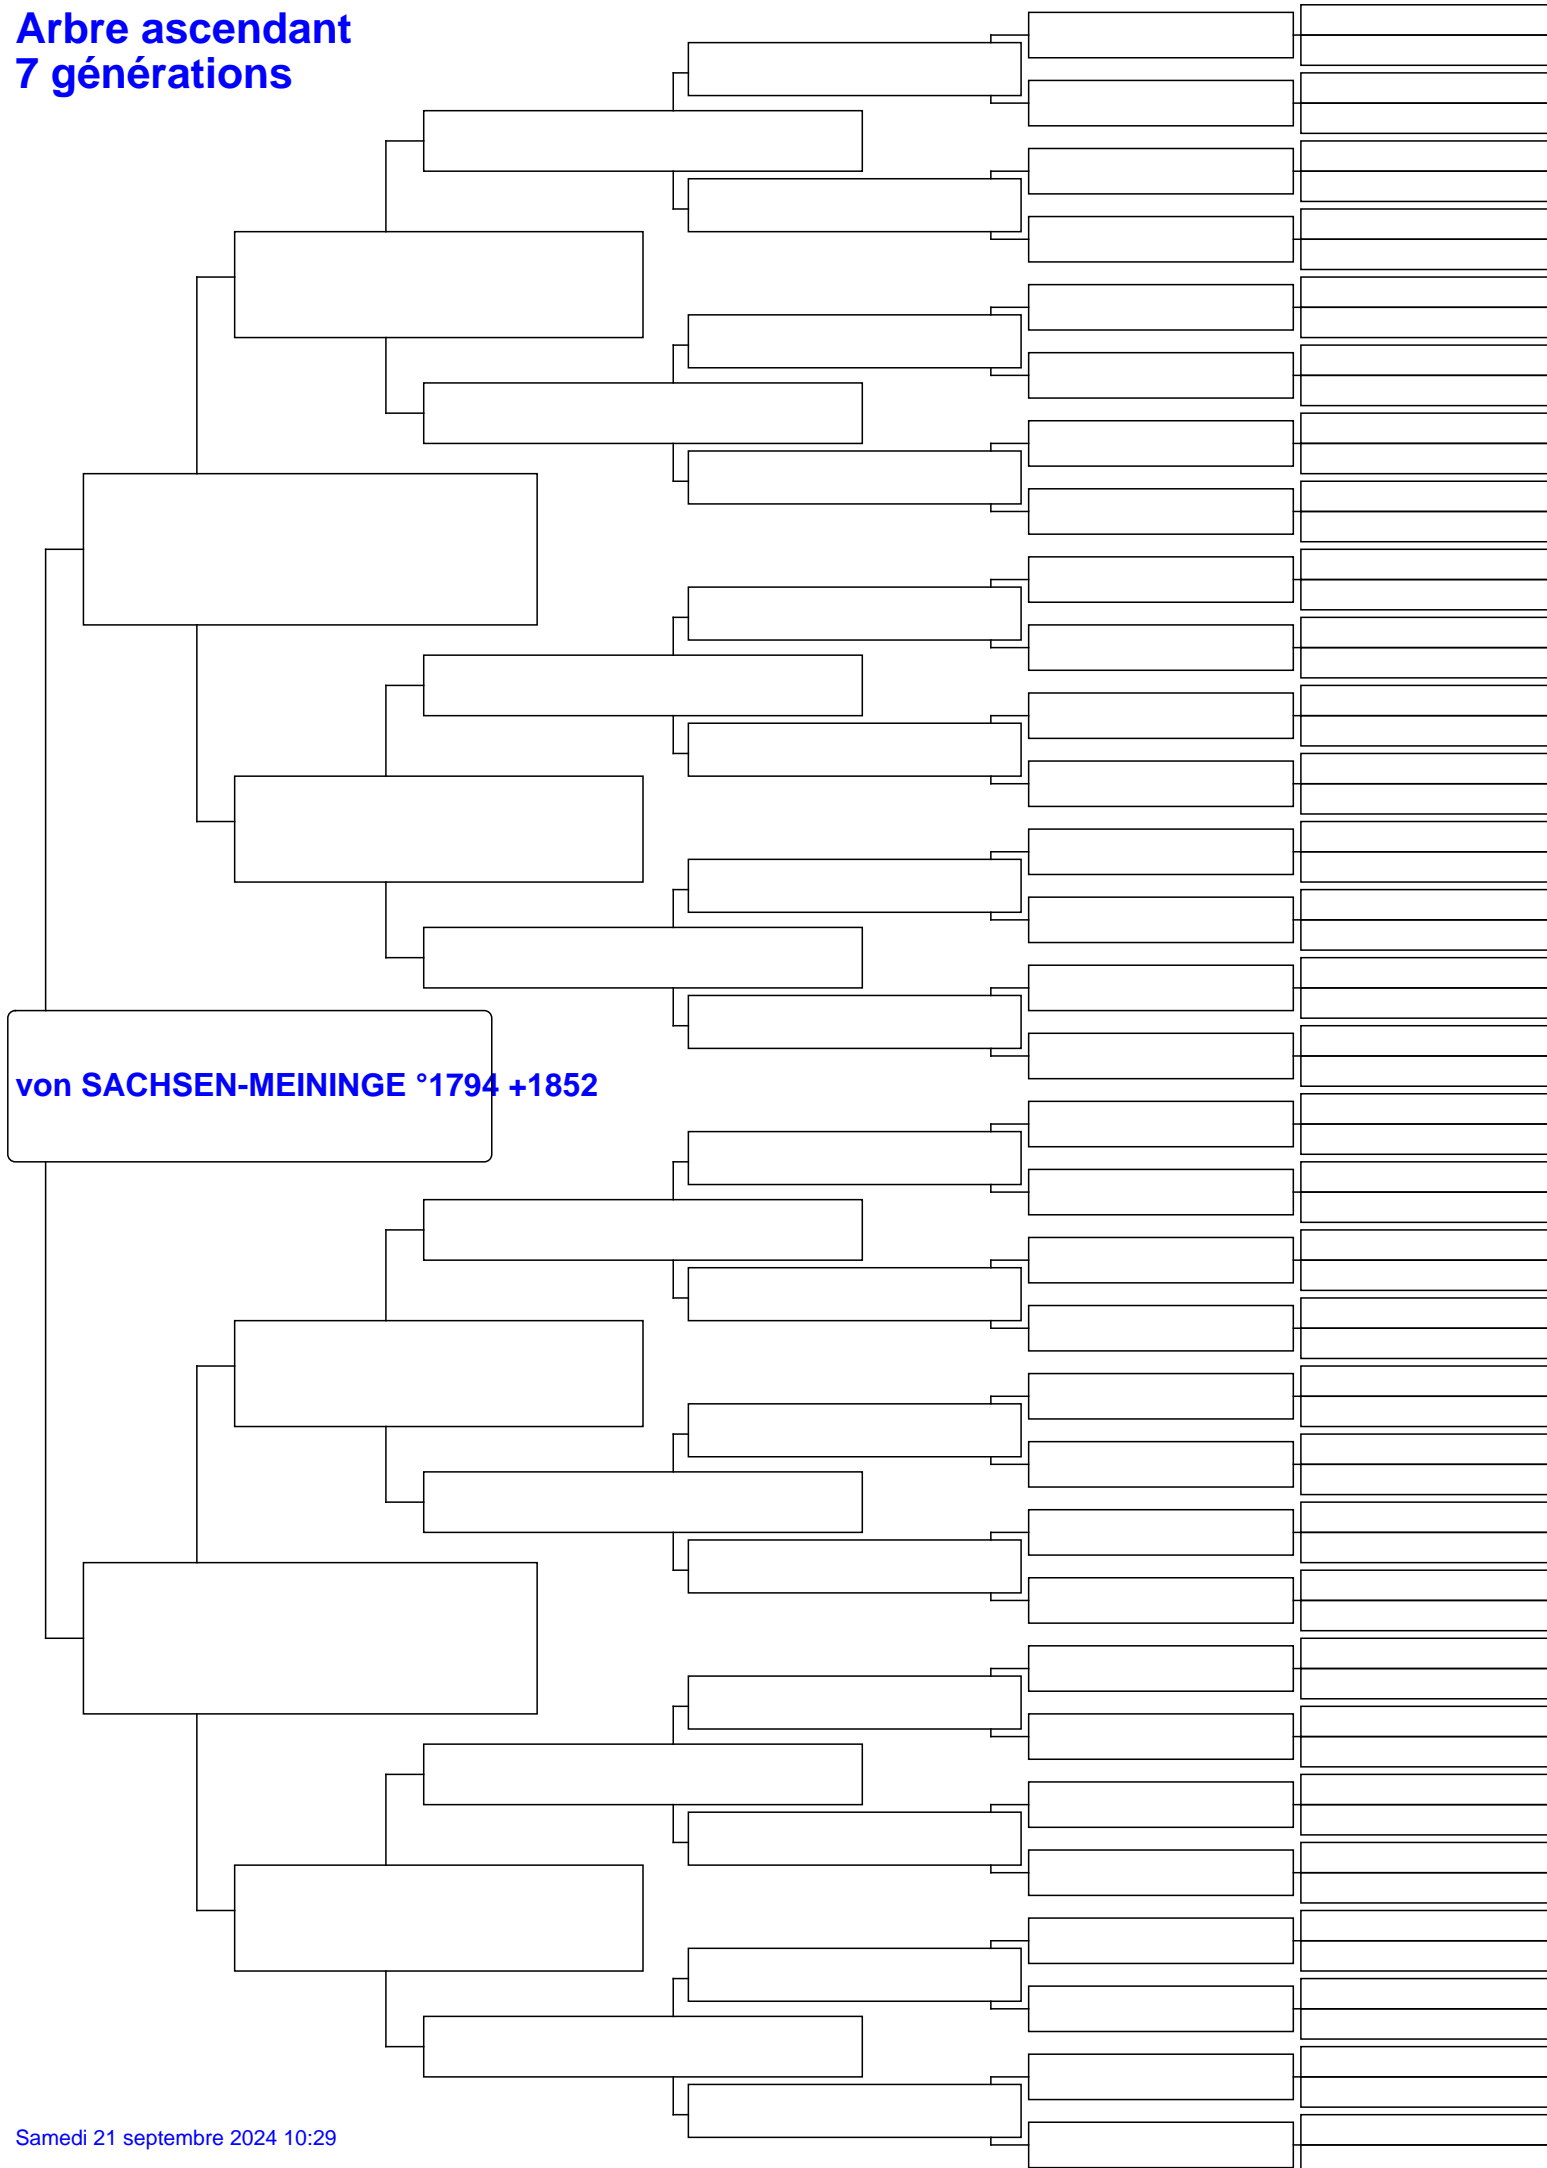 Arbre ascendant
7 générations
von SACHSEN-MEININGE °1794 +1852
Samedi 21 septembre 2024 10:29